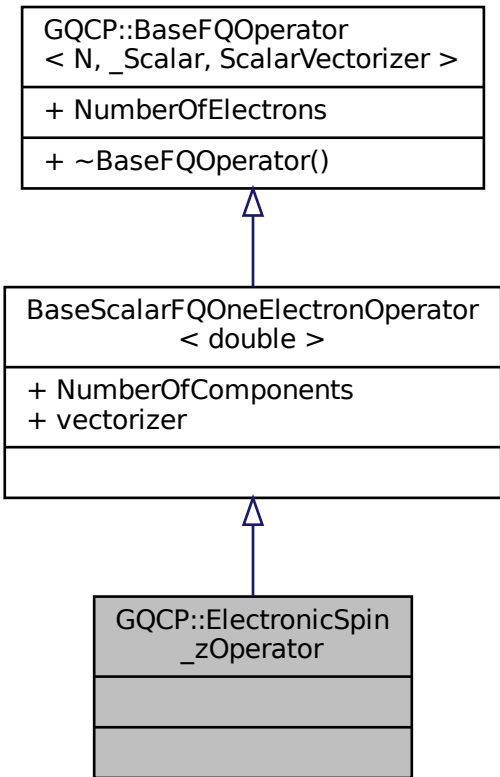 GQCP::BaseFQOperator
< N, _Scalar, ScalarVectorizer >
+ NumberOfElectrons
+ ~BaseFQOperator()
BaseScalarFQOneElectronOperator
< double >
+ NumberOfComponents
+ vectorizer
GQCP::ElectronicSpin
_zOperator